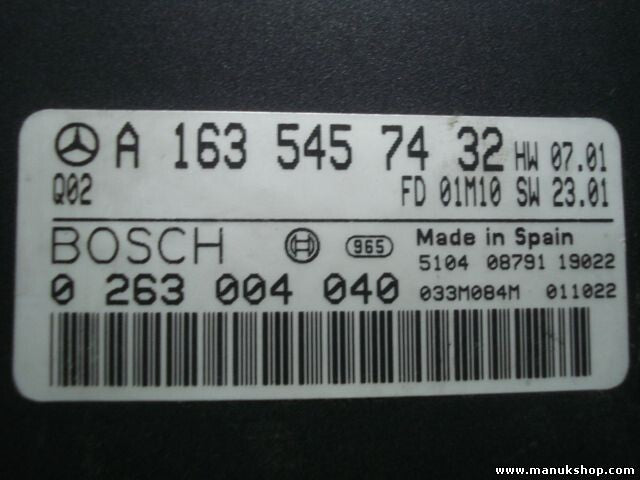 A 163 545 74 32 HW 07.01
Q02 FD 01M10 SW 23.01
BOSCH 965 Made in Spain
5104 08791 19022
0 263 004 040 033M084M 011022
www.manukshop.com